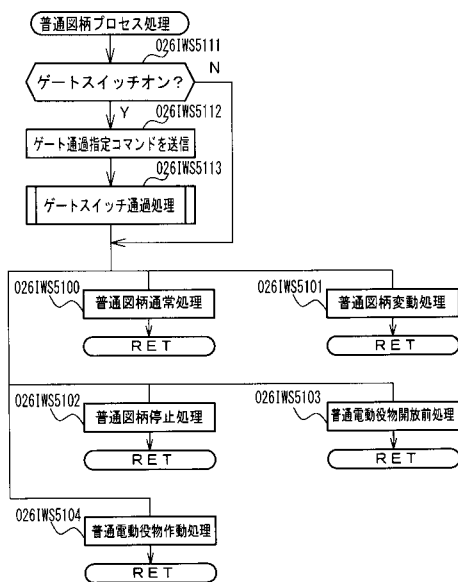 普通図柄プロセス処理
026IWS5111
ゲートスイッチオン?
N
Y
026IWS5112
ゲート通過指定コマンドを送信
026IWS5113
ゲートスイッチ通過処理
026IWS5100
普通図柄通常処理
RET
026IWS5101
普通図柄変動処理
RET
026IWS5102
普通図柄停止処理
RET
026IWS5103
普通電動役物開放前処理
RET
026IWS5104
普通電動役物作動処理
RET